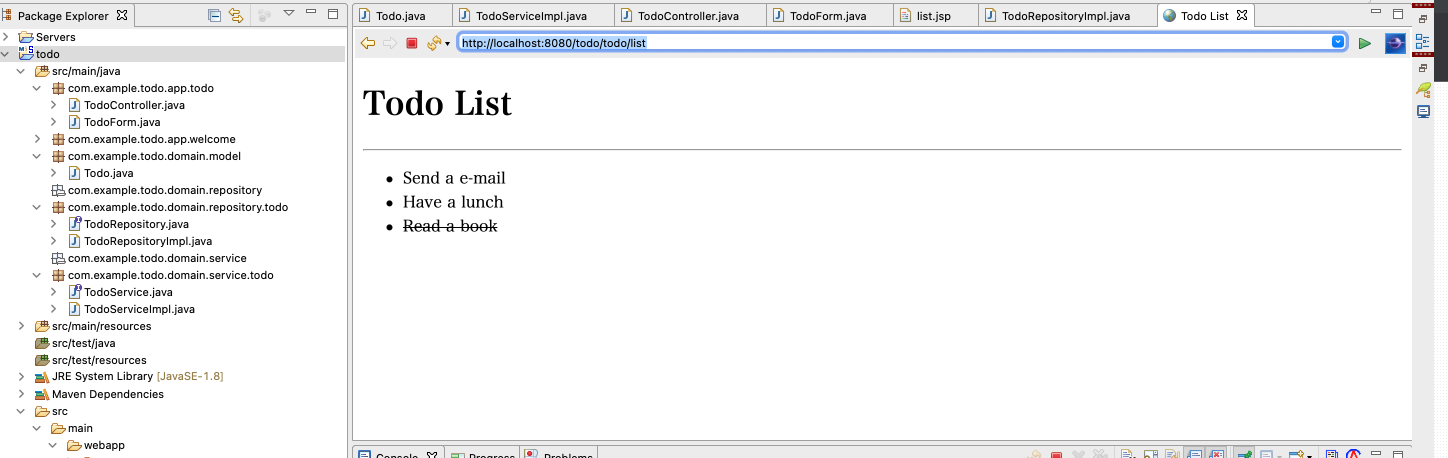 Package Explorer
Servers
todo
src/main/java
com.example.todo.app.todo
TodoController.java
TodoForm.java
com.example.todo.app.welcome
com.example.todo.domain.model
Todo.java
com.example.todo.domain.repository
com.example.todo.domain.repository.todo
TodoRepository.java
TodoRepositoryImpl.java
com.example.todo.domain.service
com.example.todo.domain.service.todo
TodoService.java
TodoServiceImpl.java
src/main/resources
src/test/java
src/test/resources
JRE System Library [JavaSE-1.8]
Maven Dependencies
src
main
webapp
Todo.java TodoServiceImpl.java TodoController.java TodoForm.java list.jsp TodoRepositoryImpl.java Todo List
http://localhost:8080/todo/todo/list
Todo List
Send a e-mail
Have a lunch
Read a book
Console Progress Problems